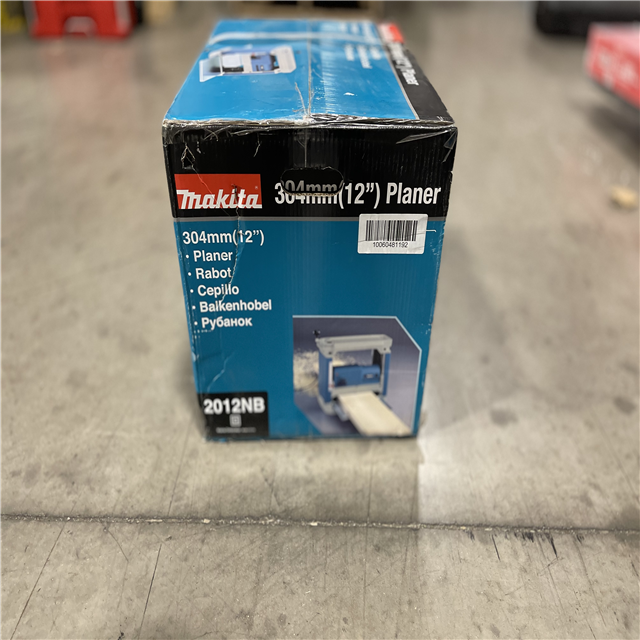 Makita 304mm(12") Planer
10060481192
304mm(12")
· Planer
· Rabot
· Cepillo
· Balkenhobel
· Рубанок
2012NB